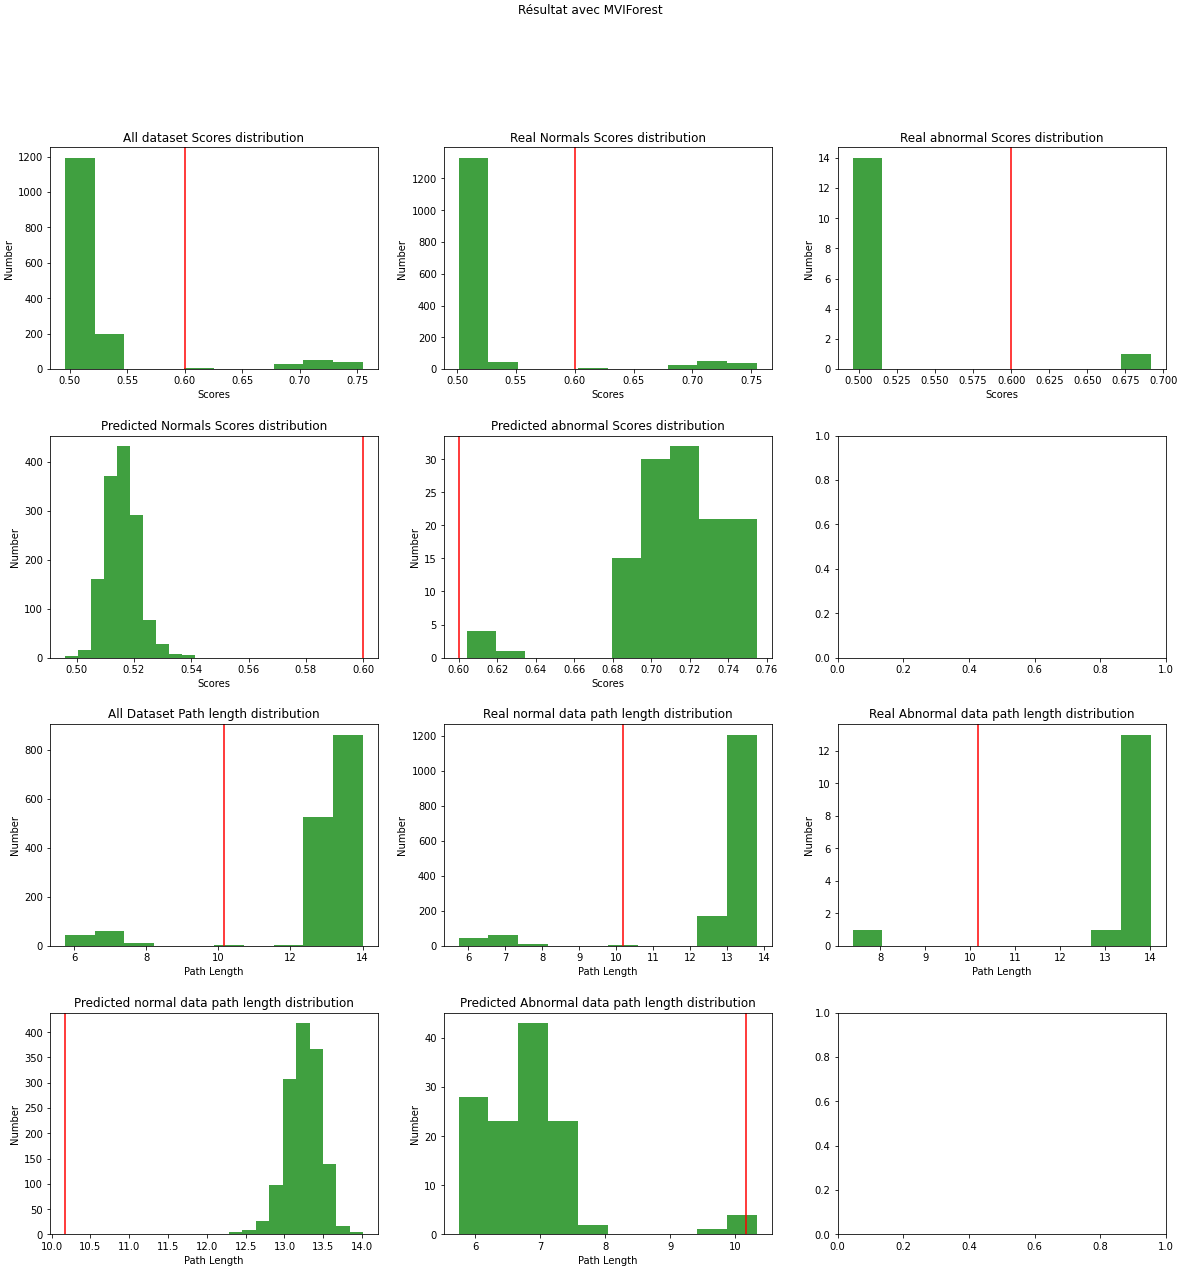 Résultat avec MVIForest
All dataset Scores distribution
Number
1200
1000
800
600
400
200
0
0.50 0.55 0.60 0.65 0.70 0.75
Scores
Real Normals Scores distribution
Number
1200
1000
800
600
400
200
0
0.50 0.55 0.60 0.65 0.70 0.75
Scores
Real abnormal Scores distribution
Number
14
12
10
8
6
4
2
0
0.500 0.525 0.550 0.575 0.600 0.625 0.650 0.675 0.700
Scores
Predicted Normals Scores distribution
Number
400
300
200
100
0
0.50 0.52 0.54 0.56 0.58 0.60
Scores
Predicted abnormal Scores distribution
Number
30
25
20
15
10
5
0
0.60 0.62 0.64 0.66 0.68 0.70 0.72 0.74 0.76
Scores
1.0
0.8
0.6
0.4
0.2
0.0
0.0 0.2 0.4 0.6 0.8 1.0
All Dataset Path length distribution
Number
800
600
400
200
0
6 8 10 12 14
Path Length
Real normal data path length distribution
Number
1200
1000
800
600
400
200
0
6 7 8 9 10 11 12 13 14
Path Length
Real Abnormal data path length distribution
Number
12
10
8
6
4
2
0
8 9 10 11 12 13 14
Path Length
Predicted normal data path length distribution
Number
400
350
300
250
200
150
100
50
0
10.0 10.5 11.0 11.5 12.0 12.5 13.0 13.5 14.0
Path Length
Predicted Abnormal data path length distribution
Number
40
30
20
10
0
6 7 8 9 10
Path Length
1.0
0.8
0.6
0.4
0.2
0.0
0.0 0.2 0.4 0.6 0.8 1.0